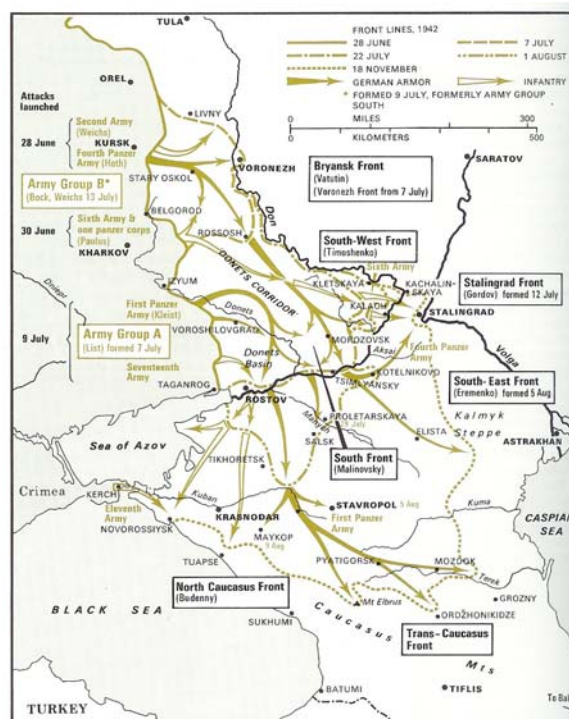 TULA
FRONT LINES, 1942
28 JUNE
7 JULY
22 JULY
1 AUGUST
18 NOVEMBER
GERMAN ARMOR
INFANTRY
FORMED 9 JULY, FORMERLY ARMY GROUP
SOUTH
0 MILES 300
0 KILOMETERS 500
OREL
Attacks
launched
LIVNY
28 June
Second Army
(Weichs)
KURSK
Fourth Panzer
Army (Hoth)
VORONEZH
Bryansk Front
(Vatutin)
(Voronezh Front from 7 July)
SARATOV
STARY OSKOL
Army Group B*
(Bock, Weichs 13 July)
Don
BELGOROD
30 June
Sixth Army &
one panzer corps
(Paulus)
ROSSOSH
South-West Front
(Timoshenko)
KHARKOV
Sixth Army
KLETSKAYA
KACHALIN-
SKAYA
Stalingrad Front
(Gordov) formed 12 July
DONETS CORRIDOR
IZYUM
KALACH
STALINGRAD
Dniepr
First Panzer
Army (Kleist)
Donets
MOROZOVSK
VOROSHILOVGRAD
Aksai
Fourth Panzer
Army
Volga
9 July
Army Group A
(List) formed 7 July
Donets
Basin
KOTELNIKOVO
TSIMLYANSKY
South-East Front
(Eremenko) formed 5 Aug
Seventeenth
Army
TAGANROG
ROSTOV
PROLETARSKAYA
Manych
29 July
Kalmyk
Steppe
SALSK
ELISTA
ASTRAKHAN
Sea of Azov
South Front
(Malinovsky)
TIKHORETSK
Crimea
KERCH
Kuban
STAVROPOL 5 Aug
Kuma
Eleventh
Army
KRASNODAR
First Panzer
Army
CASPIAN
SEA
NOVOROSSIYSK
MAYKOP
9 Aug
TUAPSE
PYATIGORSK
MOZDOK
Terek
North Caucasus Front
(Budenny)
GROZNY
Mt Elbrus
BLACK SEA
Caucasus
ORDZHONIKIDZE
SUKHUMI
Trans-Caucasus
Front
Mts
TURKEY
BATUMI
TIFLIS